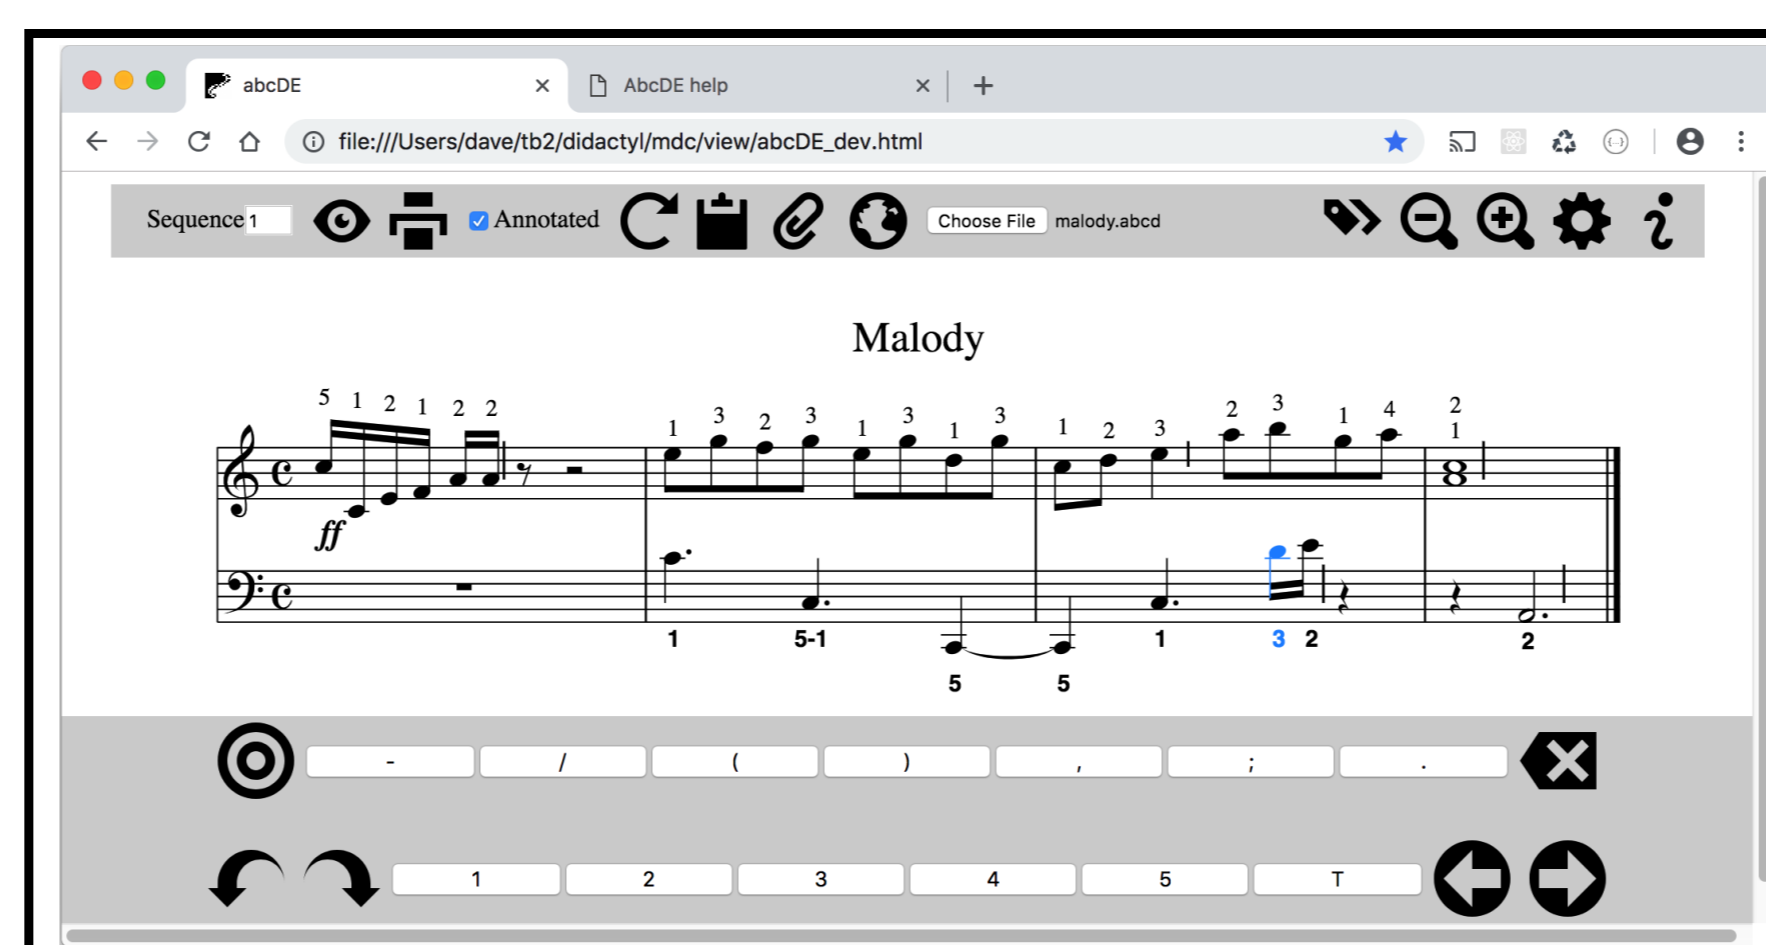 abcDE AbcDE help
file:///Users/dave/tb2/didactyl/mdc/view/abcDE_dev.html
Sequence 1 Annotated Choose File malody.abcd
Malody
5 1 2 1 2 2 1 3 2 3 1 3 1 3 1 2 3 2 3 1 4 2
1
ff
1 5-1 1 3 2 2
5 5
- / ( ) , ; .
1 2 3 4 5 T